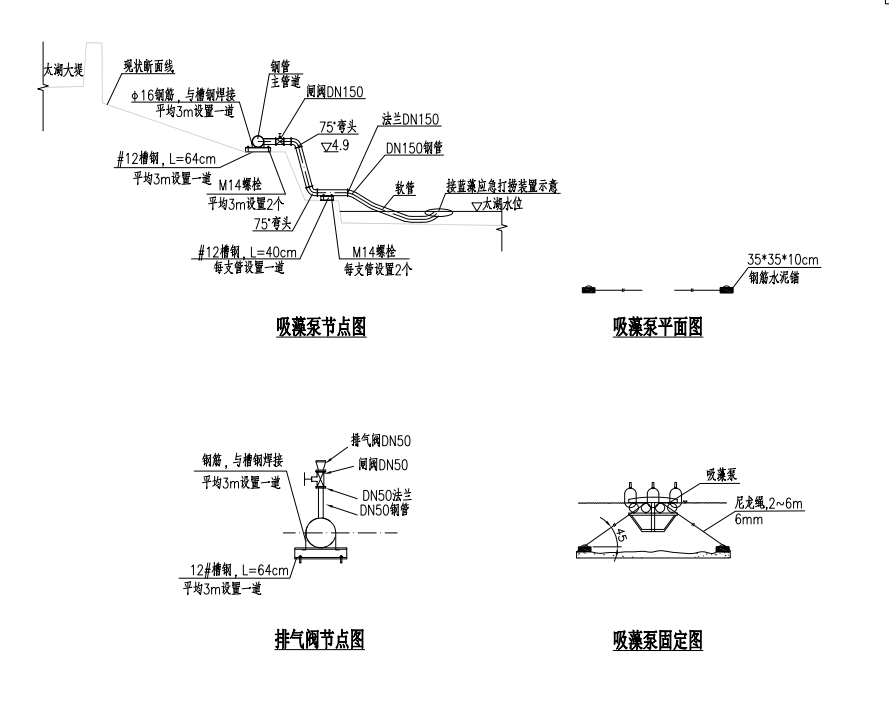 太湖大堤
现状断面线
钢管
主管道
φ16钢筋，与槽钢焊接
平均3m设置一道
闸阀DN150
75°弯头
法兰DN150
▽4.9
DN150钢管
#12槽钢，L=64cm
平均3m设置一道
M14螺栓
平均3m设置2个
软管
接蓝藻应急打捞装置示意
▽太湖水位
75°弯头
#12槽钢，L=40cm
每支管设置一道
M14螺栓
每支管设置2个
35*35*10cm
钢筋水泥锚
吸藻泵节点图
吸藻泵平面图
排气阀DN50
钢筋，与槽钢焊接
平均3m设置一道
闸阀DN50
DN50法兰
DN50钢管
12#槽钢，L=64cm
平均3m设置一道
吸藻泵
尼龙绳,2~6m
6mm
45
排气阀节点图
吸藻泵固定图